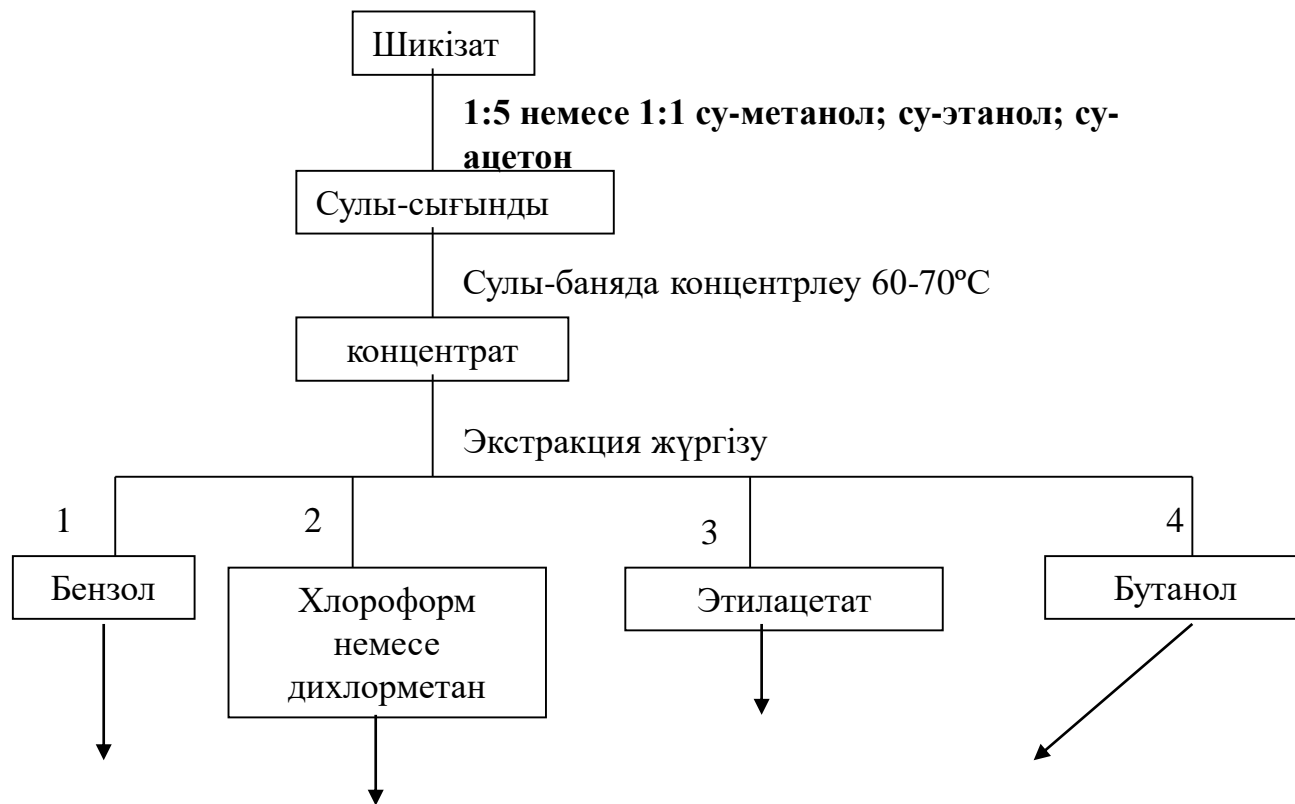 Шикізат
1:5 немесе 1:1 су-метанол; су-этанол; су-
ацетон
Сулы-сығынды
Сулы-баняда концентрлеу 60-70ºС
концентрат
Экстракция жүргізу
1
2
3
4
Бензол
Хлороформ
немесе
дихлорметан
Этилацетат
Бутанол